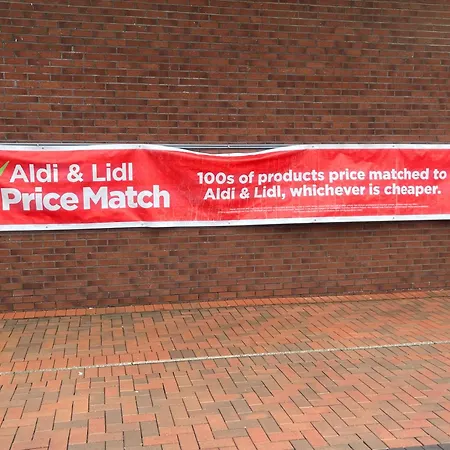 Aldi & Lidl
Price Match
100s of products price matched to
Aldi & Lidl, whichever is cheaper.